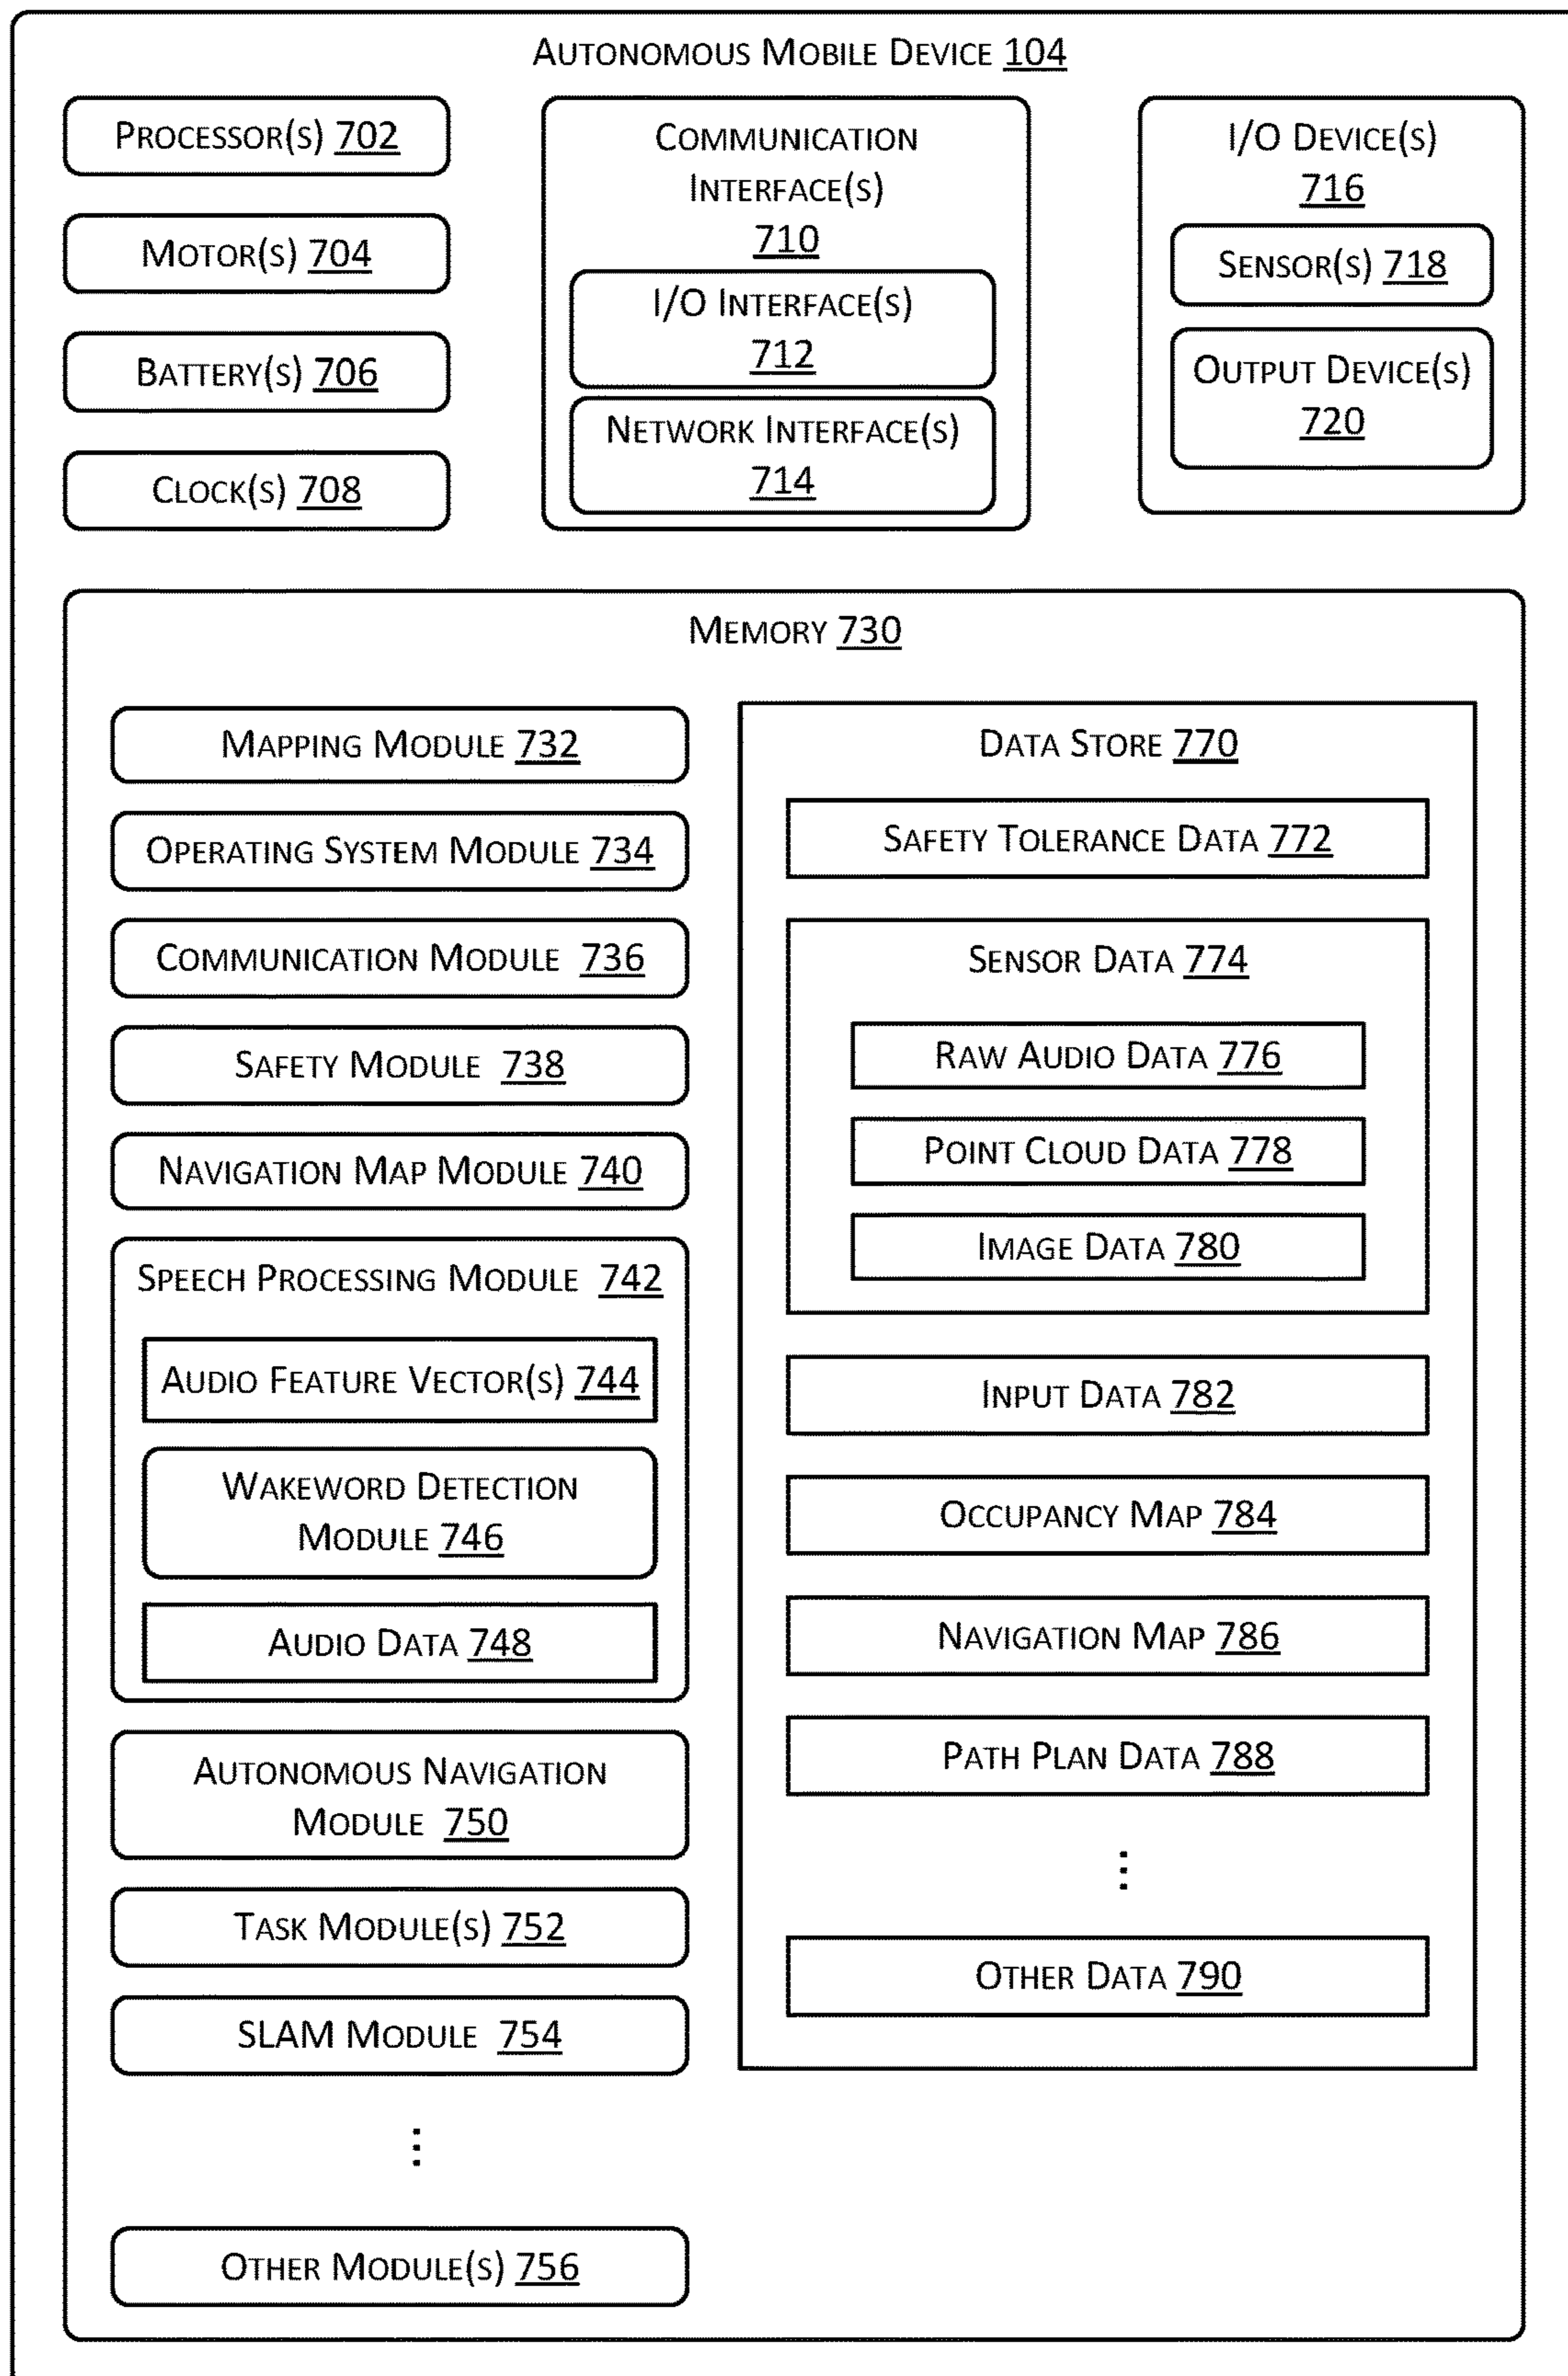 Autonomous Mobile Device 104
Processor(s) 702
Motor(s) 704
Battery(s) 706
Clock(s) 708
Communication
Interface(s)
710
I/O Interface(s)
712
Network Interface(s)
714
I/O Device(s)
716
Sensor(s) 718
Output Device(s)
720
Memory 730
Mapping Module 732
Operating System Module 734
Communication Module 736
Safety Module 738
Navigation Map Module 740
Speech Processing Module 742
Audio Feature Vector(s) 744
Wakeword Detection
Module 746
Audio Data 748
Autonomous Navigation
Module 750
Task Module(s) 752
SLAM Module 754
⋮
Other Module(s) 756
Data Store 770
Safety Tolerance Data 772
Sensor Data 774
Raw Audio Data 776
Point Cloud Data 778
Image Data 780
Input Data 782
Occupancy Map 784
Navigation Map 786
Path Plan Data 788
⋮
Other Data 790